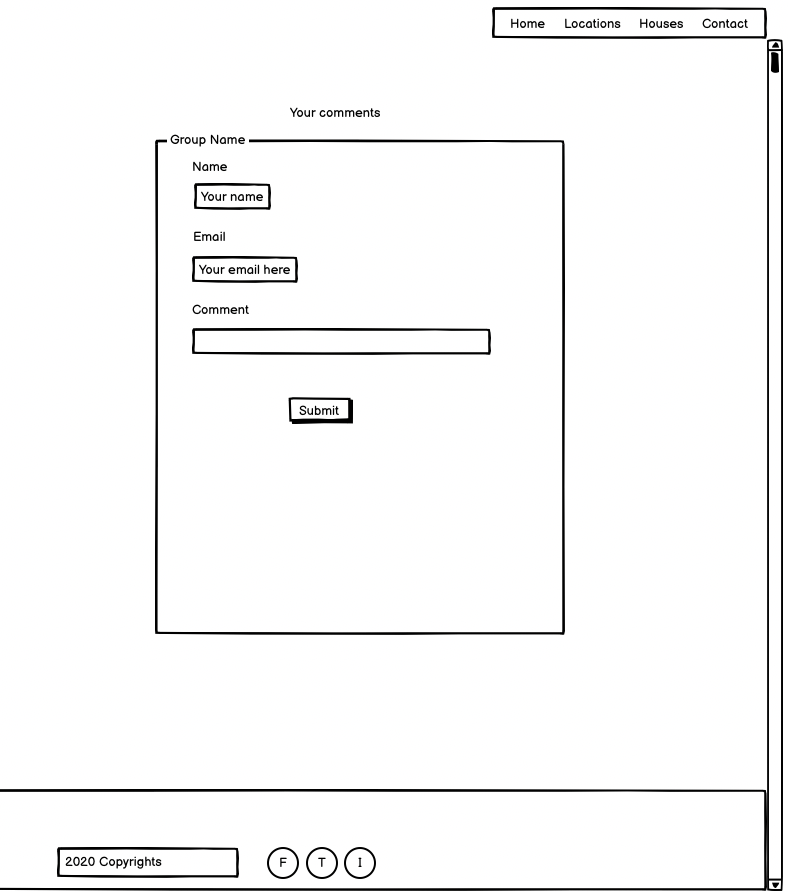 Home Locations Houses Contact
Your comments
Group Name
Name
Your name
Email
Your email here
Comment
Submit
2020 Copyrights F T I